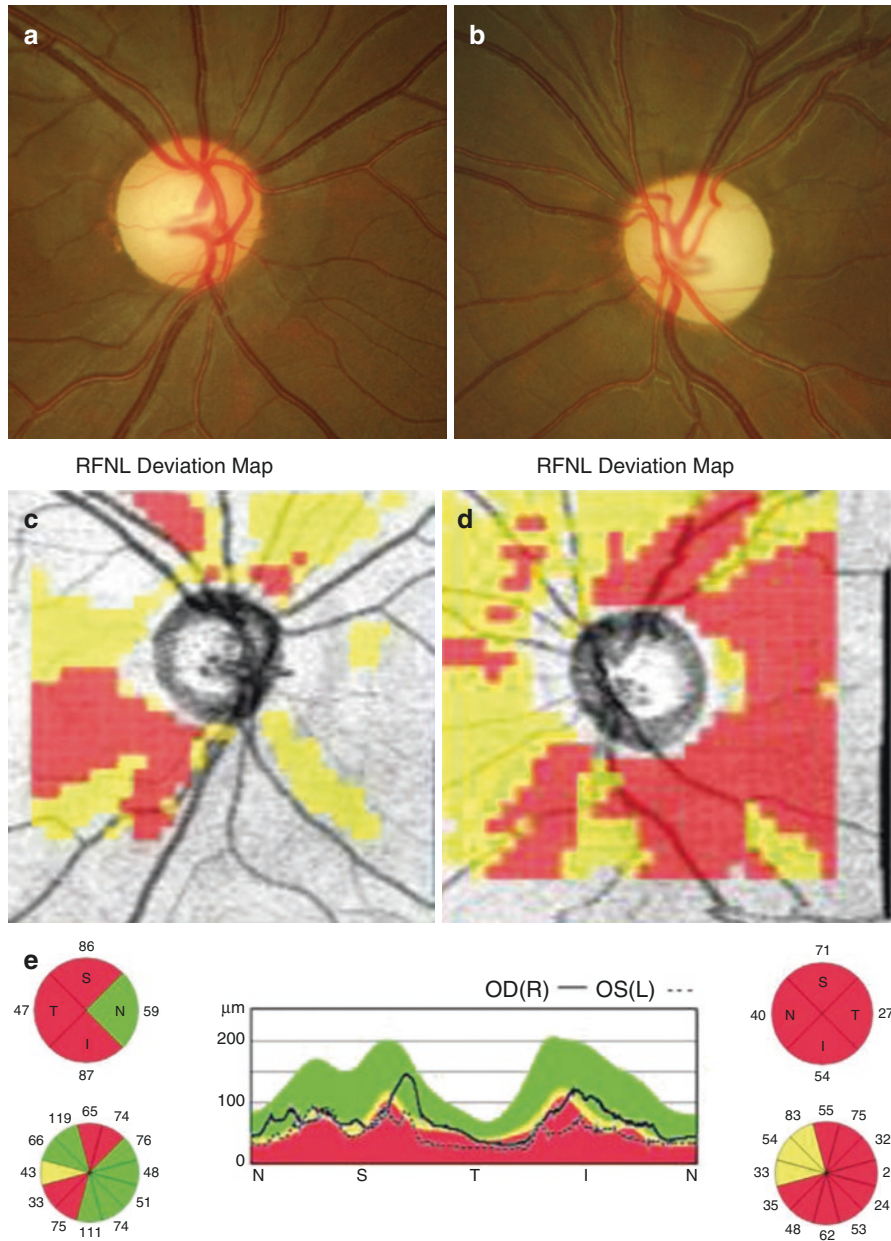 a
b
RFNL Deviation Map
RFNL Deviation Map
c
d
e
86
S
47 T N 59
I
87
119 65 74
66 76
43 48
33 51
75 111 74
OD(R) OS(L)
µm
200
100
0
N S T I N
71
S
40 N T 27
I
54
83 55 75
54 32
33 2
35 24
48 62 53